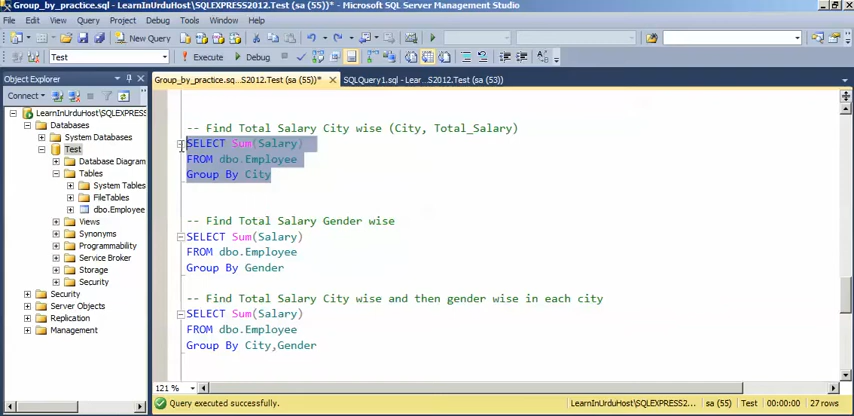 Group_by_practice.sql - LearnInUrduHost\SQLEXPRESS2012.Test (sa (55))* - Microsoft SQL Server Management Studio
File Edit View Query Project Debug Tools Window Help
New Query
Test Execute Debug
Object Explorer
Group_by_practice.sq...S2012.Test (sa (55))* SQLQuery1.sql - Lear...S2012.Test (sa (53))
Connect
LearnInUrduHost\SQLEXPRESS
Databases
System Databases
Test
Database Diagram
Tables
System Tables
FileTables
dbo.Employee
Views
Synonyms
Programmability
Service Broker
Storage
Security
Security
Server Objects
Replication
Management
-- Find Total Salary City wise (City, Total_Salary)
SELECT Sum(Salary)
FROM dbo.Employee
Group By City
-- Find Total Salary Gender wise
SELECT Sum(Salary)
FROM dbo.Employee
Group By Gender
-- Find Total Salary City wise and then gender wise in each city
SELECT Sum(Salary)
FROM dbo.Employee
Group By City,Gender
121 %
Query executed successfully. LearnInUrduHost\SQLEXPRESS2... sa (55) Test 00:00:00 27 rows